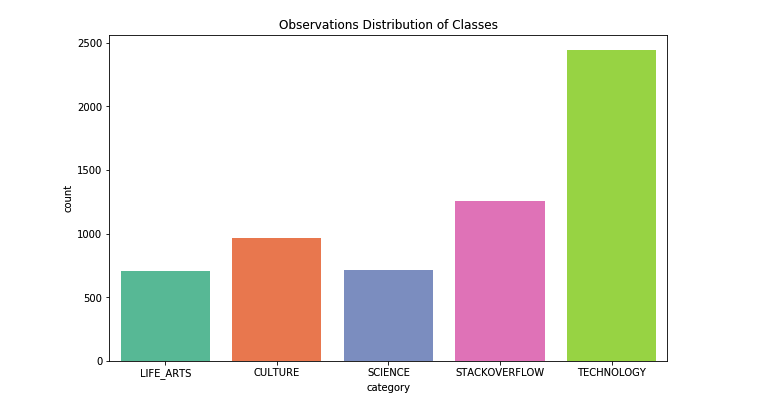 Observations Distribution of Classes
2500
2000
1500
1000
500
0
count
LIFE_ARTS CULTURE SCIENCE STACKOVERFLOW TECHNOLOGY
category